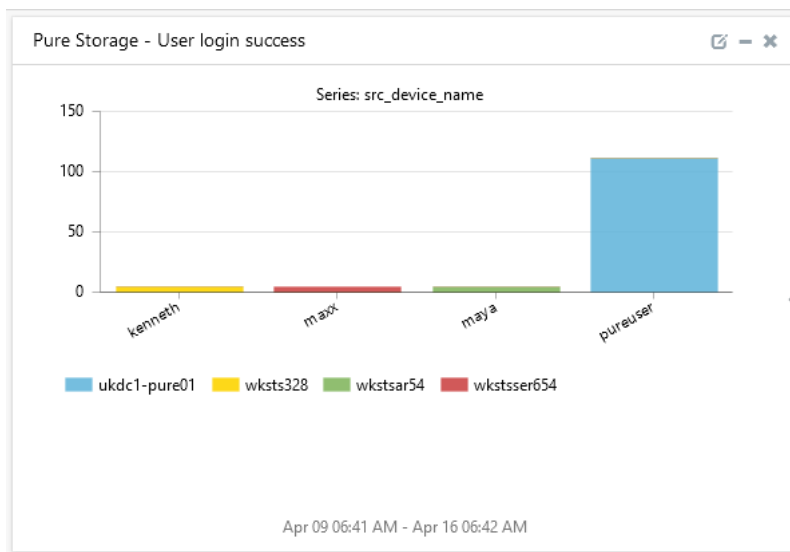 Pure Storage - User login success
Series: src_device_name
150
100
50
0
kenneth
maxx
maya
pureuser
ukdc1-pure01 wksts328 wkstsar54 wkstsser654
Apr 09 06:41 AM - Apr 16 06:42 AM